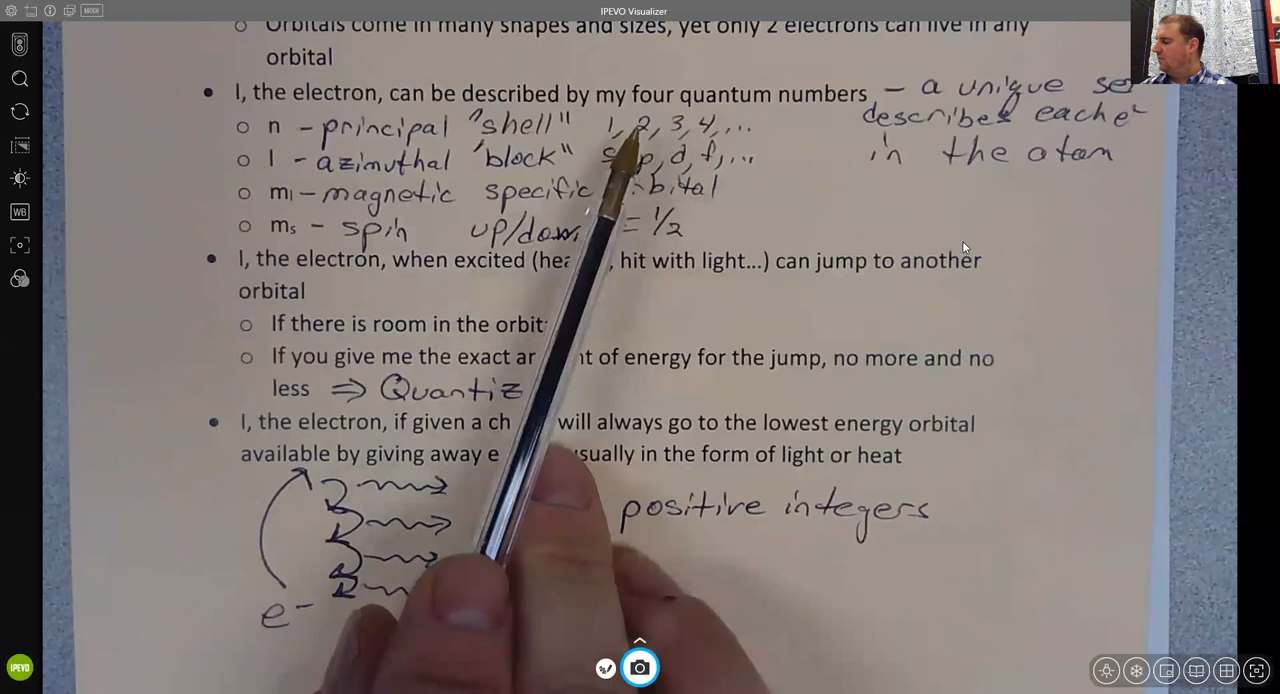 IPEVO Visualizer
MODE
WB
Orbitals come in many shapes and sizes, yet only 2 electrons can live in any
orbital
I, the electron, can be described by my four quantum numbers – a unique set
describes each e-
n – principal "shell" 1, 2, 3, 4, ...
l – azimuthal "block" s, p, d, f, ... in the atom
ml – magnetic specific
ms – spin up/down = 1/2
I, the electron, when excited ( , hit with light...) can jump to another
orbital
If there is room in the
If you give me the exact of energy for the jump, no more and no
less ⇒ Quantiz
I, the electron, if given a will always go to the lowest energy orbital
available by giving away usually in the form of light or heat
positive integers
e-
IPEVO